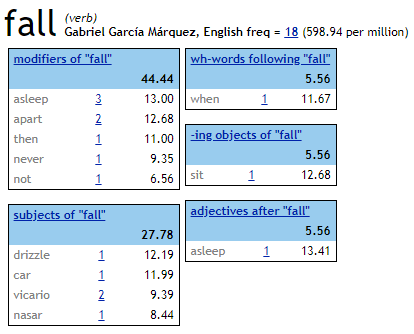 fall (verb)
Gabriel García Márquez, English freq = 18 (598.94 per million)
modifiers of "fall"
44.44
asleep 3 13.00
apart 2 12.68
then 1 11.00
never 1 9.35
not 1 6.56
subjects of "fall"
27.78
drizzle 1 12.19
car 1 11.99
vicario 2 9.39
nasar 1 8.44
wh-words following "fall"
5.56
when 1 11.67
-ing objects of "fall"
5.56
sit 1 12.68
adjectives after "fall"
5.56
asleep 1 13.41